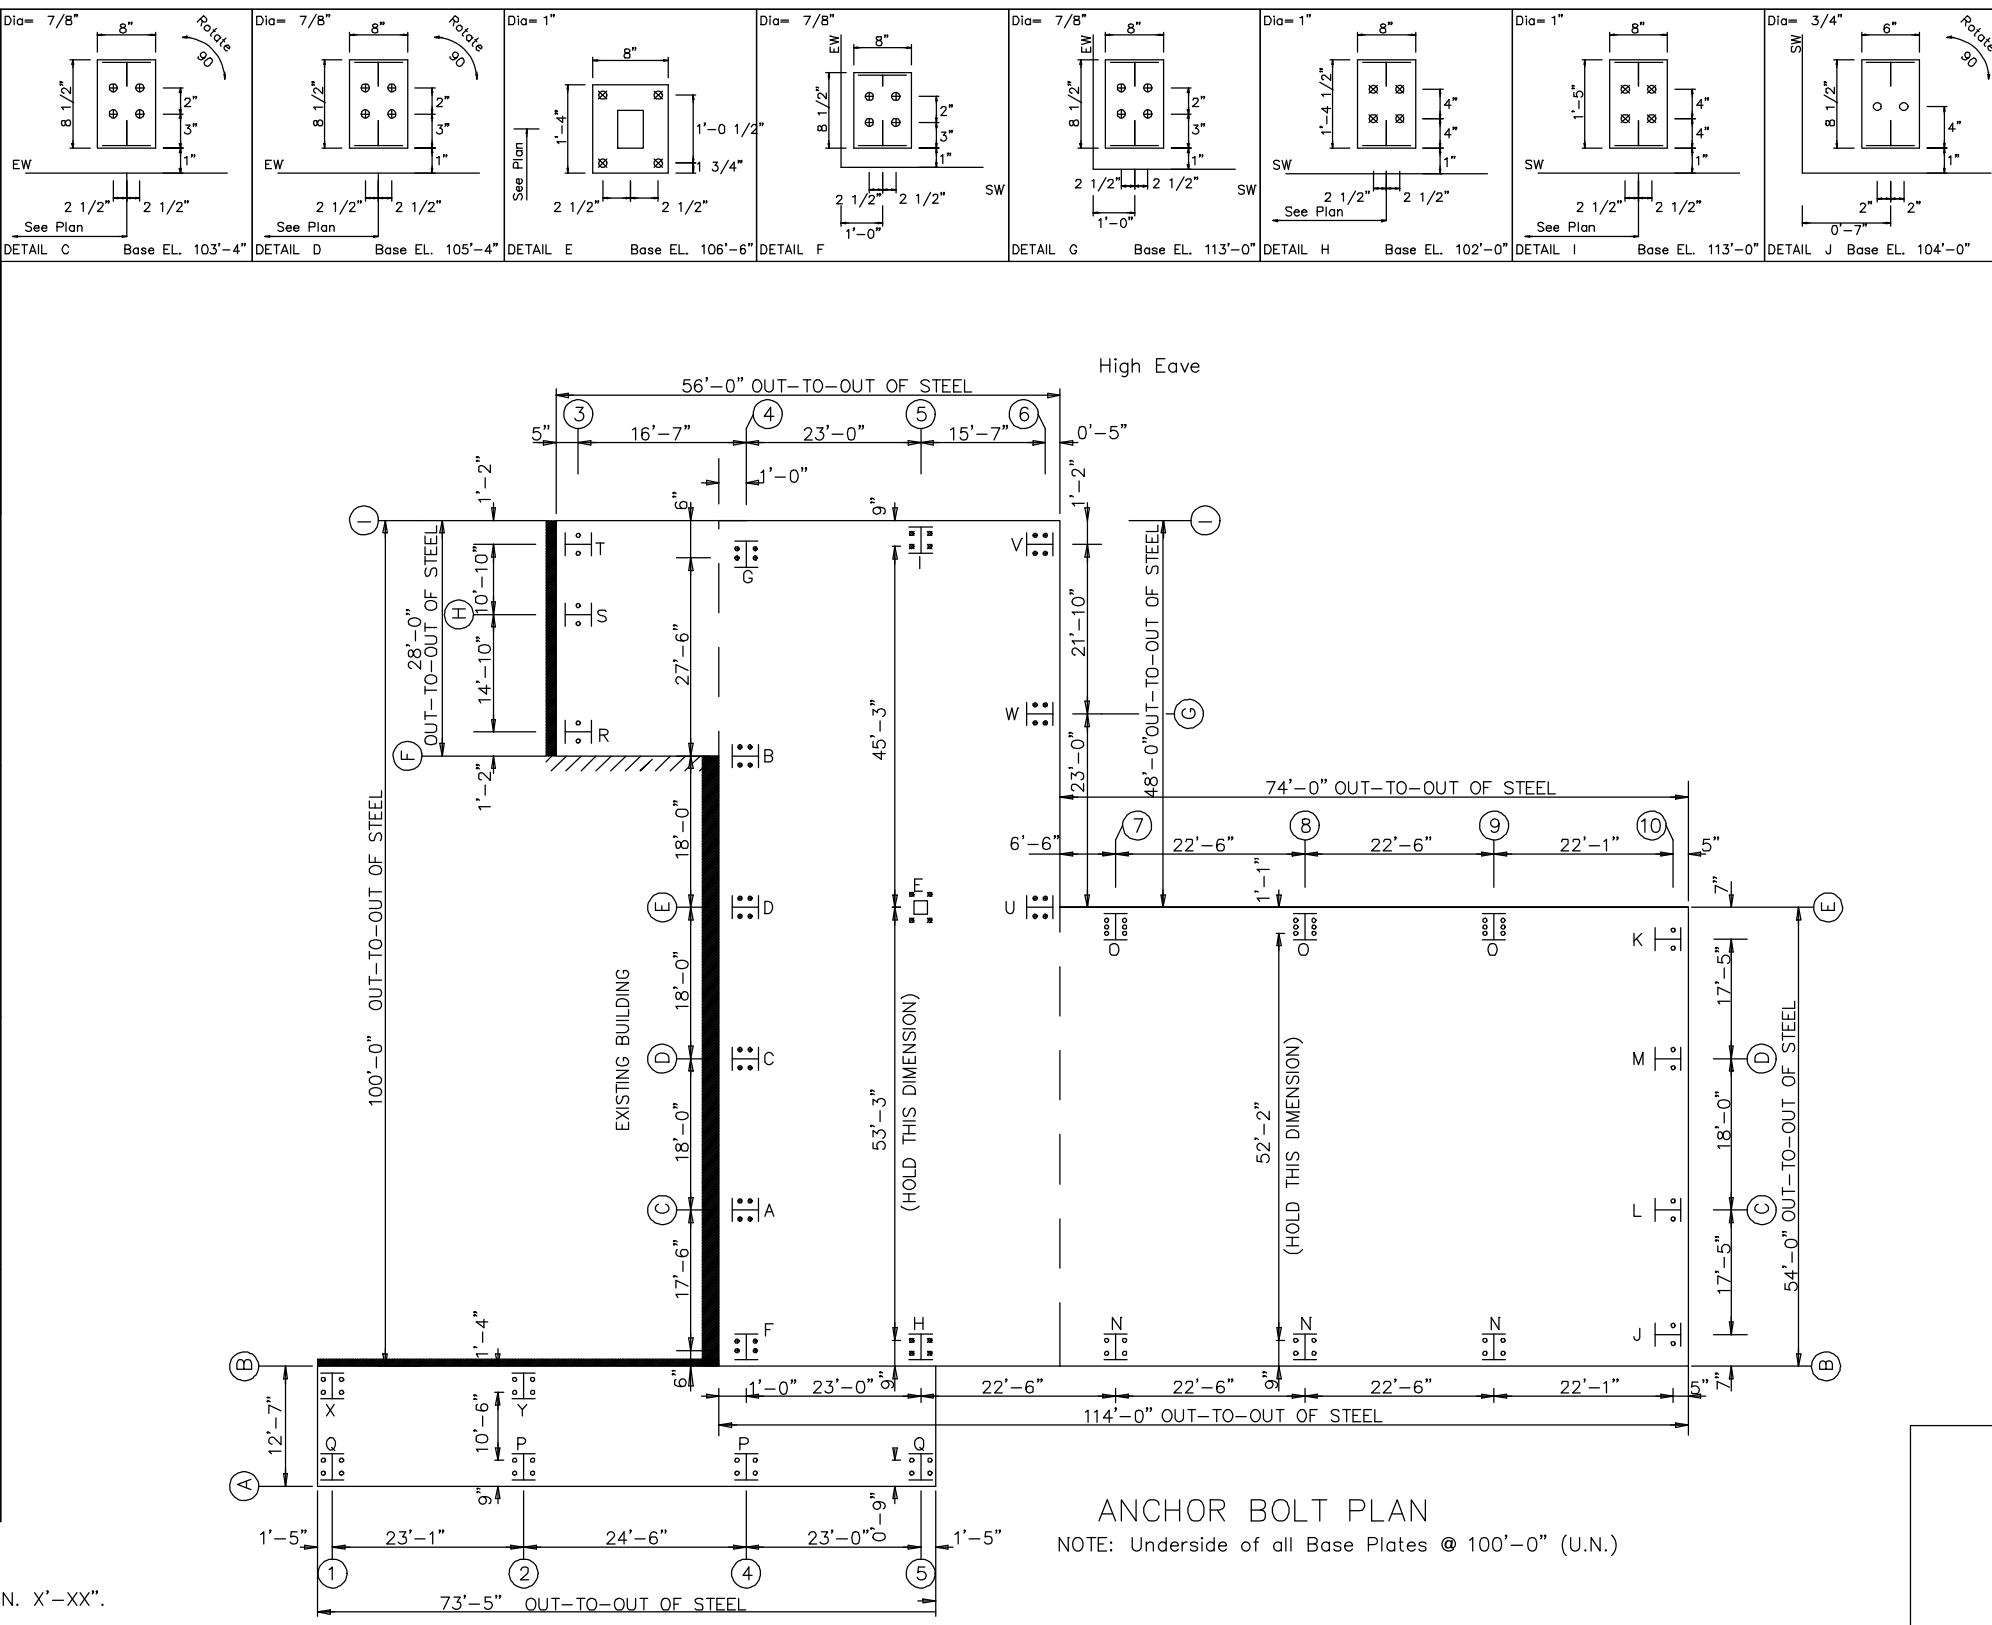 Dia= 7/8"
8"
Rotate
90
8 1/2"
2"
3"
1"
EW
2 1/2" 2 1/2"
See Plan
DETAIL C Base EL. 103'-4"
Dia= 7/8"
8"
Rotate
90
8 1/2"
2"
3"
1"
EW
2 1/2" 2 1/2"
See Plan
DETAIL D Base EL. 105'-4"
Dia= 1"
8"
1'-4"
1'-0 1/2"
1 3/4"
See Plan
2 1/2" 2 1/2"
DETAIL E Base EL. 106'-6"
Dia= 7/8"
EW
8"
8 1/2"
2"
3"
1"
SW
2 1/2" 2 1/2"
1'-0"
DETAIL F
Dia= 7/8"
EW
8"
8 1/2"
2"
3"
1"
2 1/2" 2 1/2"
SW
1'-0"
DETAIL G Base EL. 113'-0"
Dia= 1"
8"
1'-4 1/2"
4"
4"
1"
SW
2 1/2" 2 1/2"
See Plan
DETAIL H Base EL. 102'-0"
Dia= 1"
8"
1'-5"
4"
4"
1"
SW
2 1/2" 2 1/2"
See Plan
DETAIL I Base EL. 113'-0"
Dia= 3/4"
SW
6"
Rotate
90
8 1/2"
4"
1"
2" 2"
0'-7"
DETAIL J Base EL. 104'-0"
High Eave
56'-0" OUT-TO-OUT OF STEEL
3 4 5 6
5" 16'-7" 23'-0" 15'-7" 0'-5"
1'-0"
1'-2" 6" 9" 1'-2"
I I
T G I V
28'-0"
OUT-TO-OUT OF STEEL
10'-10"
H S
14'-10"
27'-6"
21'-10"
48'-0" OUT-TO-OUT OF STEEL
45'-3"
W G
R
F B
23'-0"
1'-2"
74'-0" OUT-TO-OUT OF STEEL
100'-0" OUT-TO-OUT OF STEEL
18'-0"
7 8 9 10
6'-6" 22'-6" 22'-6" 22'-1" 5"
1'-1" 7"
E D E U E
O O O K
18'-0"
17'-5"
EXISTING BUILDING
D C M D
53'-3"
(HOLD THIS DIMENSION)
52'-2"
(HOLD THIS DIMENSION)
18'-0"
18'-0"
54'-0" OUT-TO-OUT OF STEEL
C A L C
17'-6"
17'-5"
1'-4"
F H N N N J
B B
6" 9" 9" 7"
X Y
1'-0" 23'-0" 22'-6" 22'-6" 22'-6" 22'-1" 5"
12'-7"
10'-6"
114'-0" OUT-TO-OUT OF STEEL
Q P P Q
A
9" 0'-9"
1'-5" 23'-1" 24'-6" 23'-0" 1'-5"
1 2 4 5
73'-5" OUT-TO-OUT OF STEEL
ANCHOR BOLT PLAN
NOTE: Underside of all Base Plates @ 100'-0" (U.N.)
N. X'-XX".